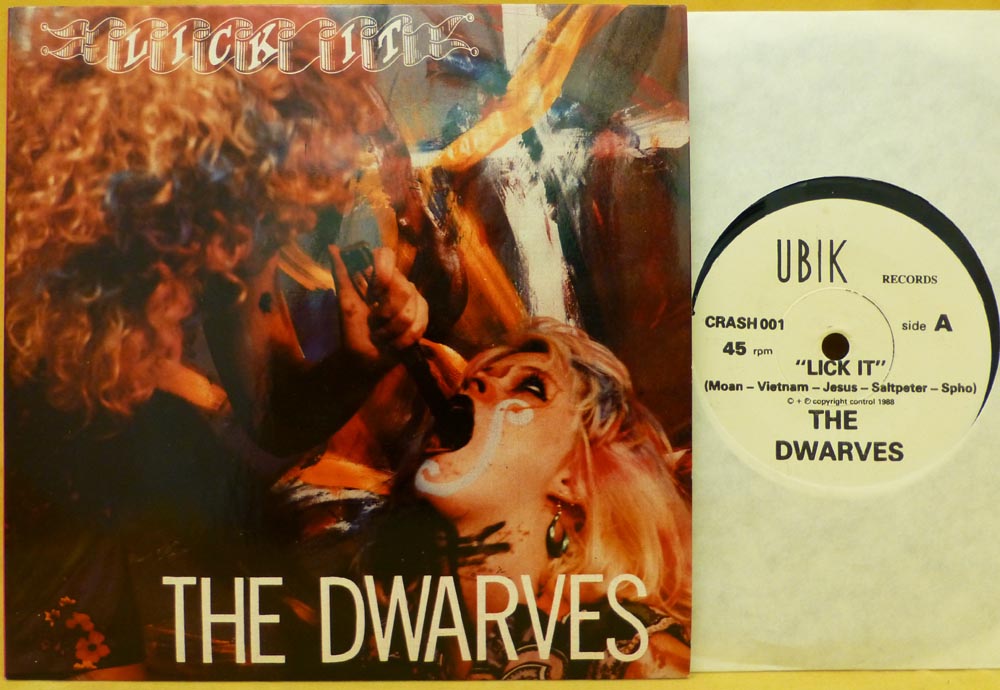 LICK IT
THE DWARVES
UBIK RECORDS
CRASH 001 side A
45 rpm
"LICK IT"
(Moan – Vietnam – Jesus – Saltpeter – Spho)
© + ℗ copyright control 1988
THE
DWARVES